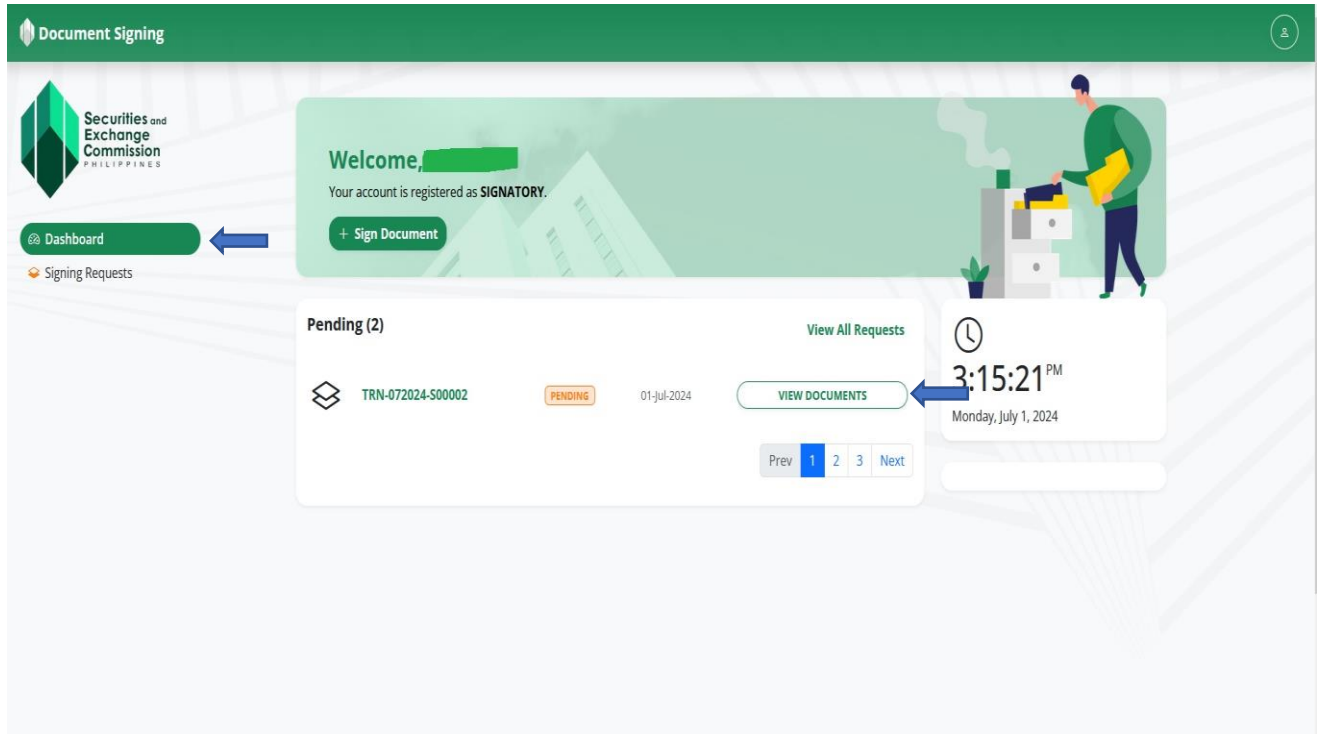 Document Signing
Securities and
Exchange
Commission
PHILIPPINES
Dashboard
Signing Requests
Welcome,
Your account is registered as SIGNATORY.
+ Sign Document
Pending (2)
View All Requests
TRN-072024-S00002
PENDING
01-Jul-2024
VIEW DOCUMENTS
Prev 1 2 3 Next
3:15:21 PM
Monday, July 1, 2024